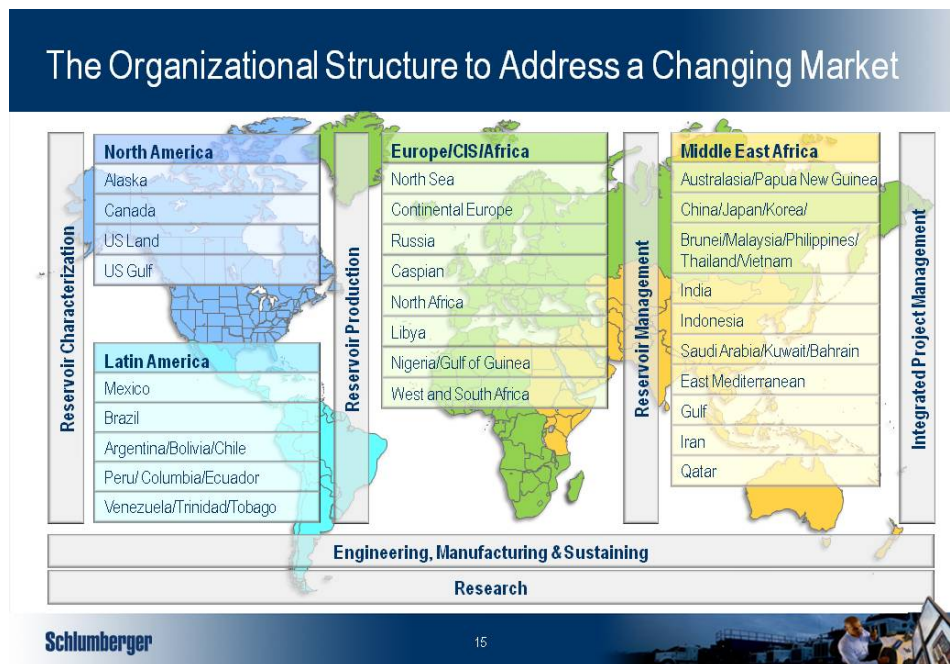 The Organizational Structure to Address a Changing Market
Reservoir Characterization
North America
Alaska
Canada
US Land
US Gulf
Latin America
Mexico
Brazil
Argentina/Bolivia/Chile
Peru/ Columbia/Ecuador
Venezuela/Trinidad/Tobago
Reservoir Production
Europe/CIS/Africa
North Sea
Continental Europe
Russia
Caspian
North Africa
Libya
Nigeria/Gulf of Guinea
West and South Africa
Reservoir Management
Middle East Africa
Australasia/Papua New Guinea
China/Japan/Korea/
Brunei/Malaysia/Philippines/
Thailand/Vietnam
India
Indonesia
Saudi Arabia/Kuwait/Bahrain
East Mediterranean
Gulf
Iran
Qatar
Integrated Project Management
Engineering, Manufacturing & Sustaining
Research
Schlumberger
15